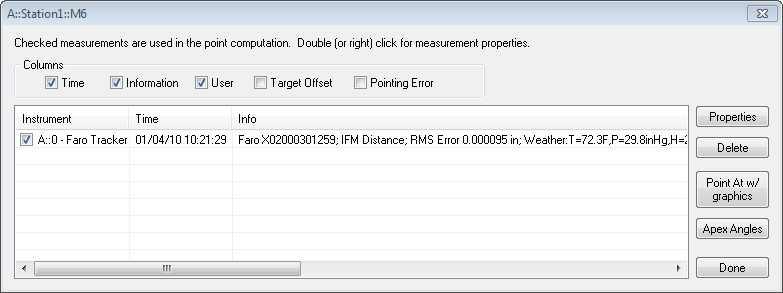 A::Station1::M6
Checked measurements are used in the point computation. Double (or right) click for measurement properties.
Columns
Time Information User Target Offset Pointing Error
Instrument Time Info
A::0 - Faro Tracker 01/04/10 10:21:29 Faro X02000301259; IFM Distance; RMS Error 0.000095 in; Weather:T=72.3F,P=29.8inHg,H=
Properties
Delete
Point At w/
graphics
Apex Angles
Done